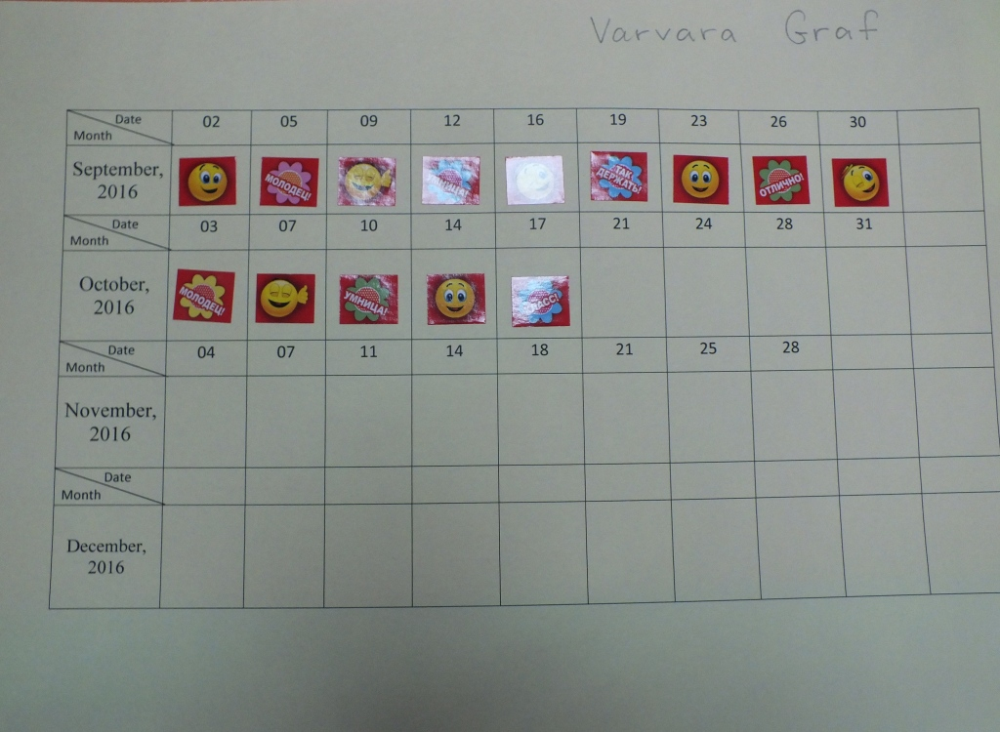 Varvara Graf
Date 02 05 09 12 16 19 23 26 30
Month
September, 2016
МОЛОДЕЦ!
ТАК ДЕРЖАТЬ!
ОТЛИЧНО!
Date 03 07 10 14 17 21 24 28 31
Month
October, 2016
МОЛОДЕЦ!
УМНИЦА!
Date 04 07 11 14 18 21 25 28
Month
November, 2016
Date
Month
December, 2016